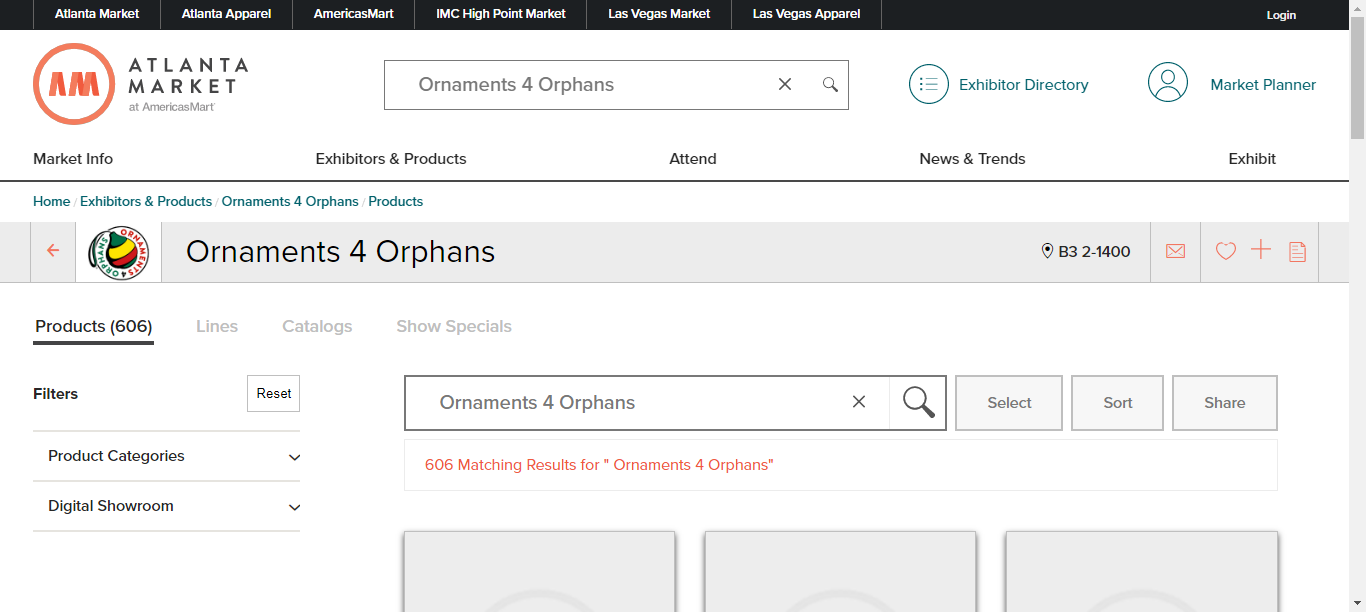 Atlanta Market
Atlanta Apparel
AmericasMart
IMC High Point Market
Las Vegas Market
Las Vegas Apparel
Login
ATLANTA
MARKET
at AmericasMart
Ornaments 4 Orphans
Exhibitor Directory
Market Planner
Market Info
Exhibitors & Products
Attend
News & Trends
Exhibit
Home / Exhibitors & Products / Ornaments 4 Orphans / Products
ORNAMENTS 4 ORPHANS
Ornaments 4 Orphans
B3 2-1400
Products (606)
Lines
Catalogs
Show Specials
Filters
Reset
Ornaments 4 Orphans
Select
Sort
Share
Product Categories
606 Matching Results for " Ornaments 4 Orphans"
Digital Showroom